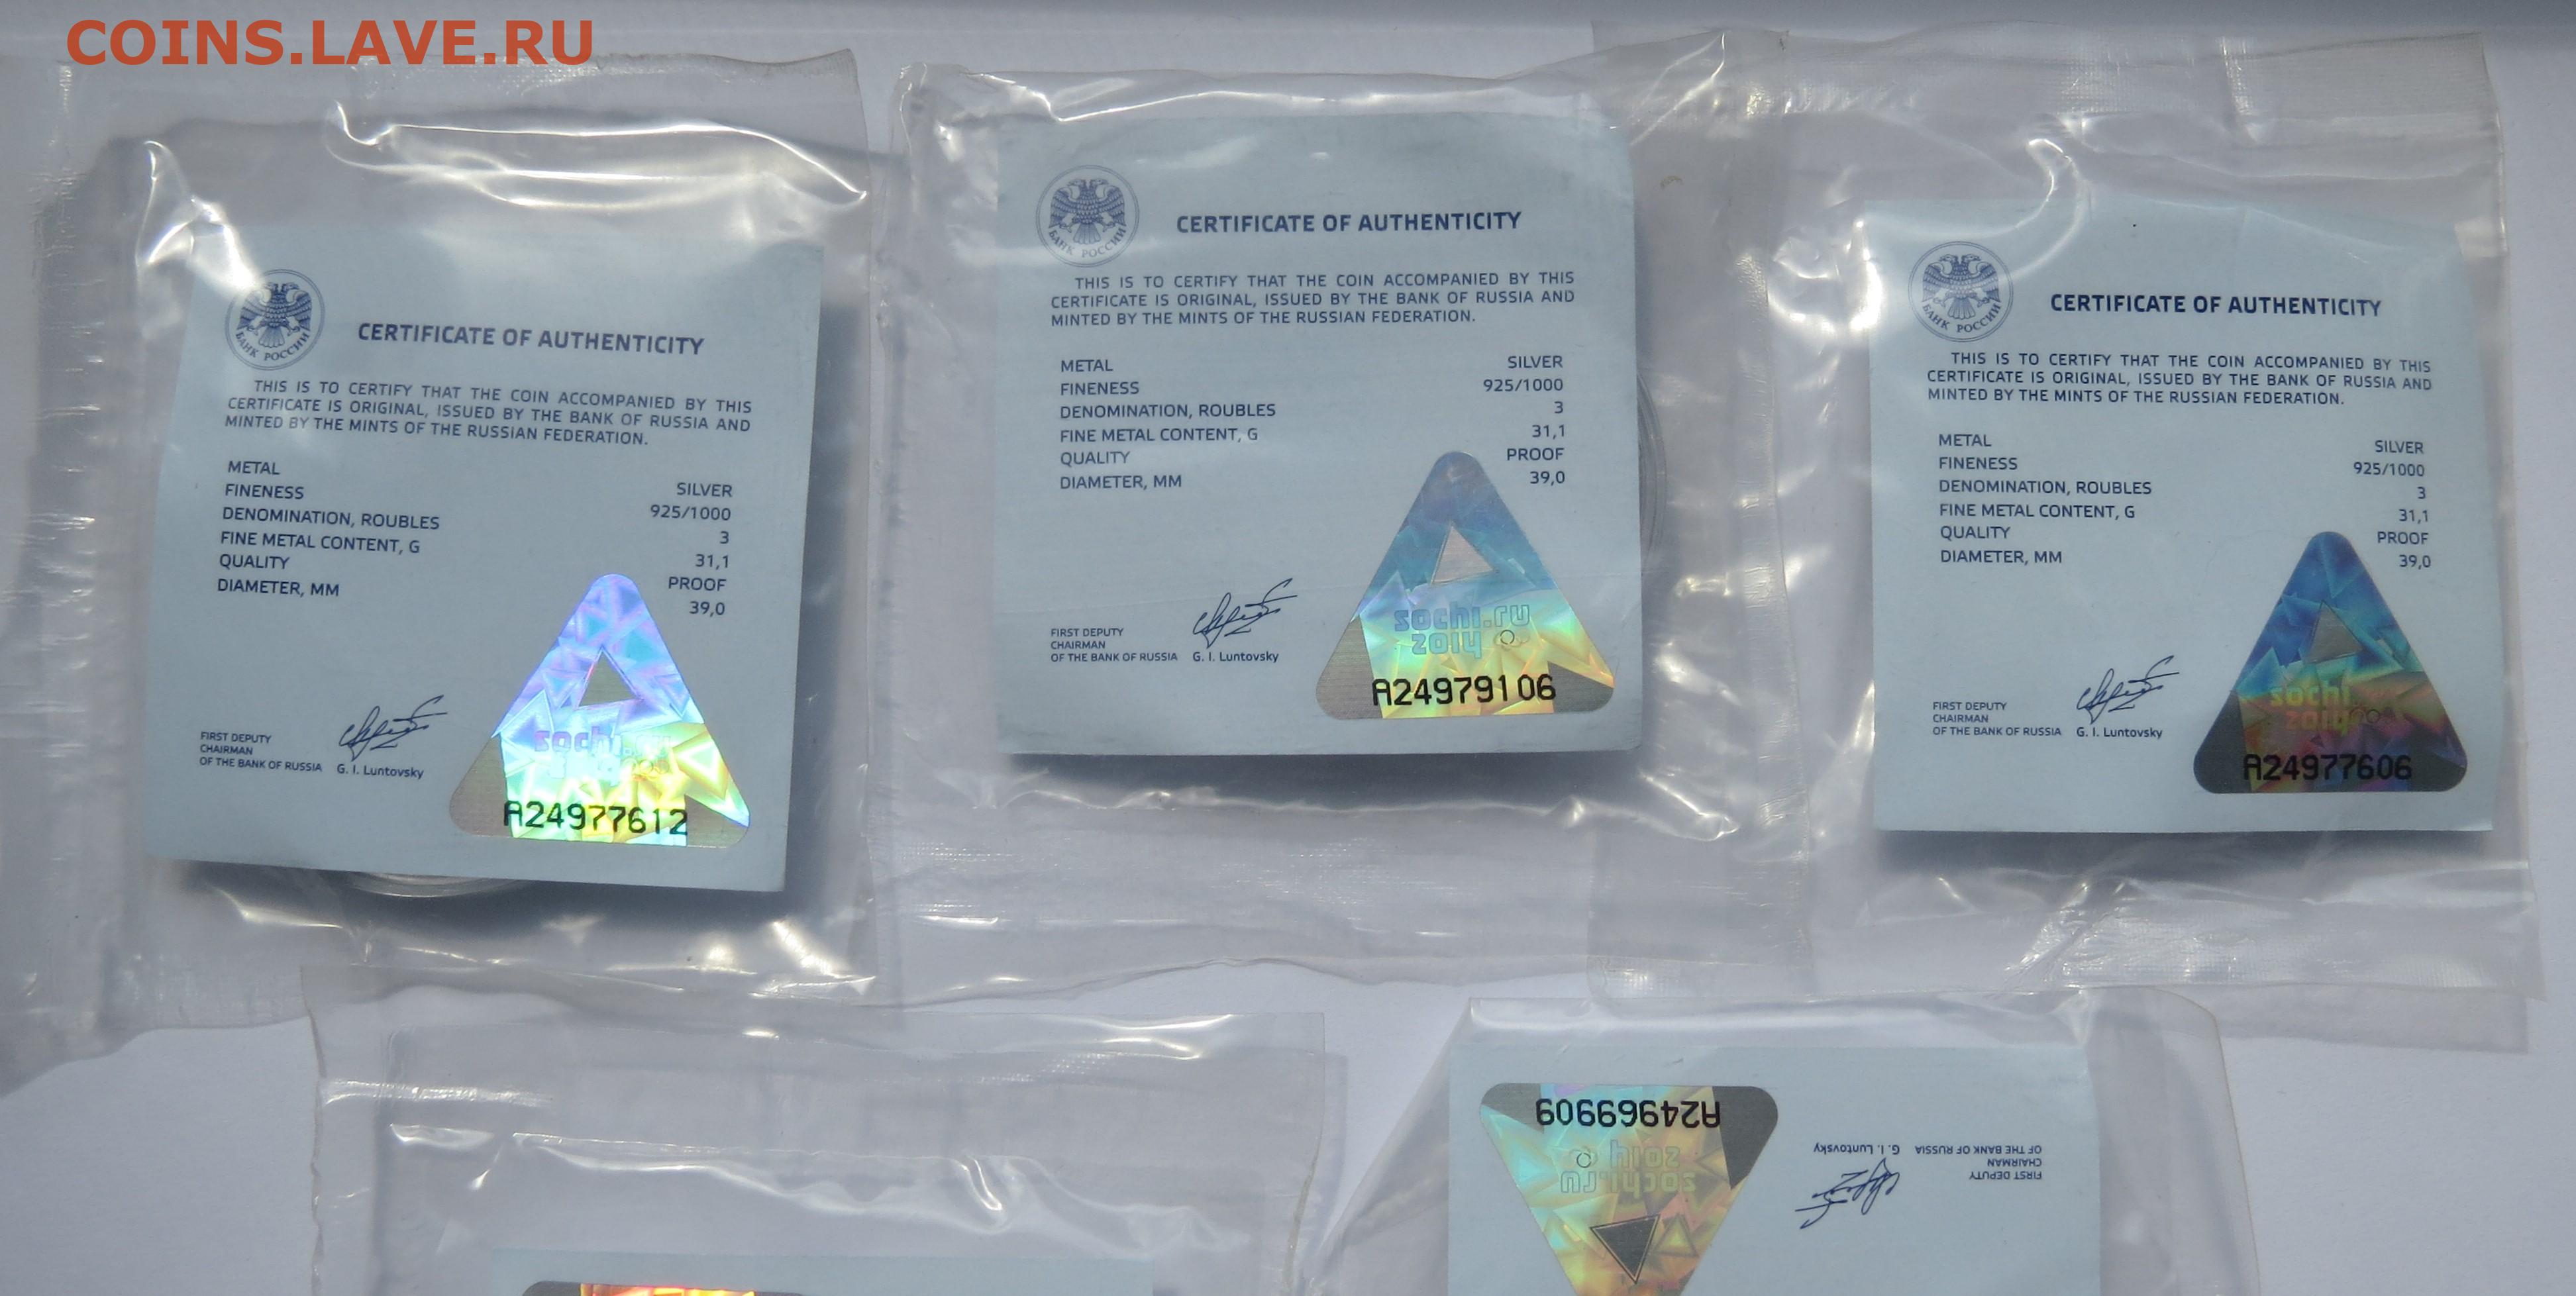 COINS.LAVE.RU
БАНК РОССИИ
CERTIFICATE OF AUTHENTICITY
THIS IS TO CERTIFY THAT THE COIN ACCOMPANIED BY THIS
CERTIFICATE IS ORIGINAL, ISSUED BY THE BANK OF RUSSIA AND
MINTED BY THE MINTS OF THE RUSSIAN FEDERATION.
METAL SILVER
FINENESS 925/1000
DENOMINATION, ROUBLES 3
FINE METAL CONTENT, G 31,1
QUALITY PROOF
DIAMETER, MM 39,0
FIRST DEPUTY
CHAIRMAN
OF THE BANK OF RUSSIA G. I. Luntovsky
sochi
A24977612
БАНК РОССИИ
CERTIFICATE OF AUTHENTICITY
THIS IS TO CERTIFY THAT THE COIN ACCOMPANIED BY THIS
CERTIFICATE IS ORIGINAL, ISSUED BY THE BANK OF RUSSIA AND
MINTED BY THE MINTS OF THE RUSSIAN FEDERATION.
METAL SILVER
FINENESS 925/1000
DENOMINATION, ROUBLES 3
FINE METAL CONTENT, G 31,1
QUALITY PROOF
DIAMETER, MM 39,0
FIRST DEPUTY
CHAIRMAN
OF THE BANK OF RUSSIA G. I. Luntovsky
sochi.ru
2014
A24979106
БАНК РОССИИ
CERTIFICATE OF AUTHENTICITY
THIS IS TO CERTIFY THAT THE COIN ACCOMPANIED BY THIS
CERTIFICATE IS ORIGINAL, ISSUED BY THE BANK OF RUSSIA AND
MINTED BY THE MINTS OF THE RUSSIAN FEDERATION.
METAL SILVER
FINENESS 925/1000
DENOMINATION, ROUBLES 3
FINE METAL CONTENT, G 31,1
QUALITY PROOF
DIAMETER, MM 39,0
FIRST DEPUTY
CHAIRMAN
OF THE BANK OF RUSSIA G. I. Luntovsky
sochi
2014
A24977606
FIRST DEPUTY
CHAIRMAN
OF THE BANK OF RUSSIA G. I. Luntovsky
sochi.ru
2014
A24969909